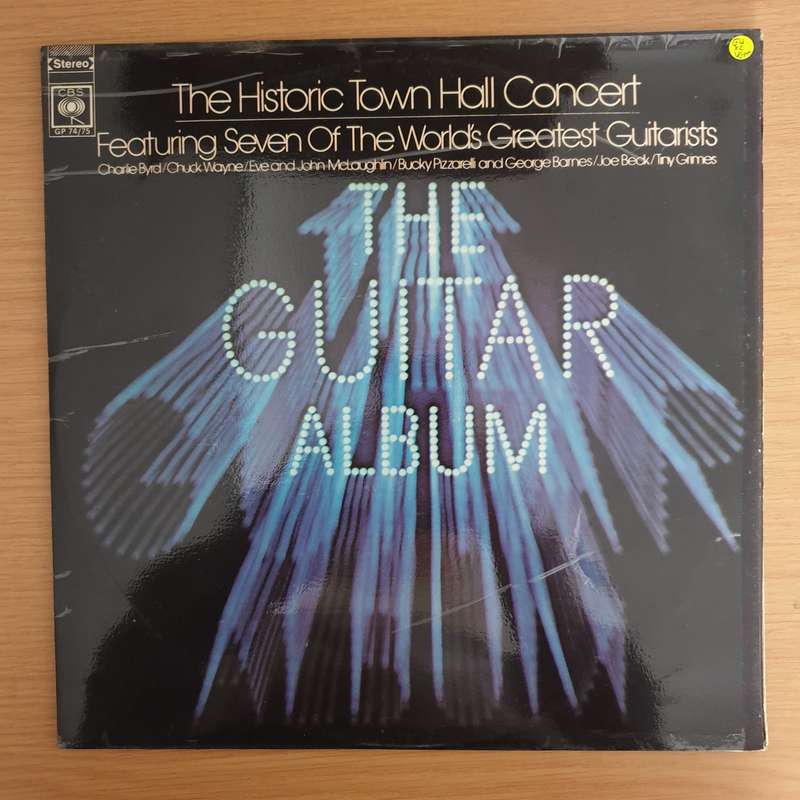 Stereo
CBS
GP 74/75
The Historic Town Hall Concert
Featuring Seven Of The World's Greatest Guitarists
Charlie Byrd/Chuck Wayne/Eve and John McLaughlin/Bucky Pizzarelli and George Barnes/Joe Beck/Tiny Grimes
THE
GUITAR
ALBUM